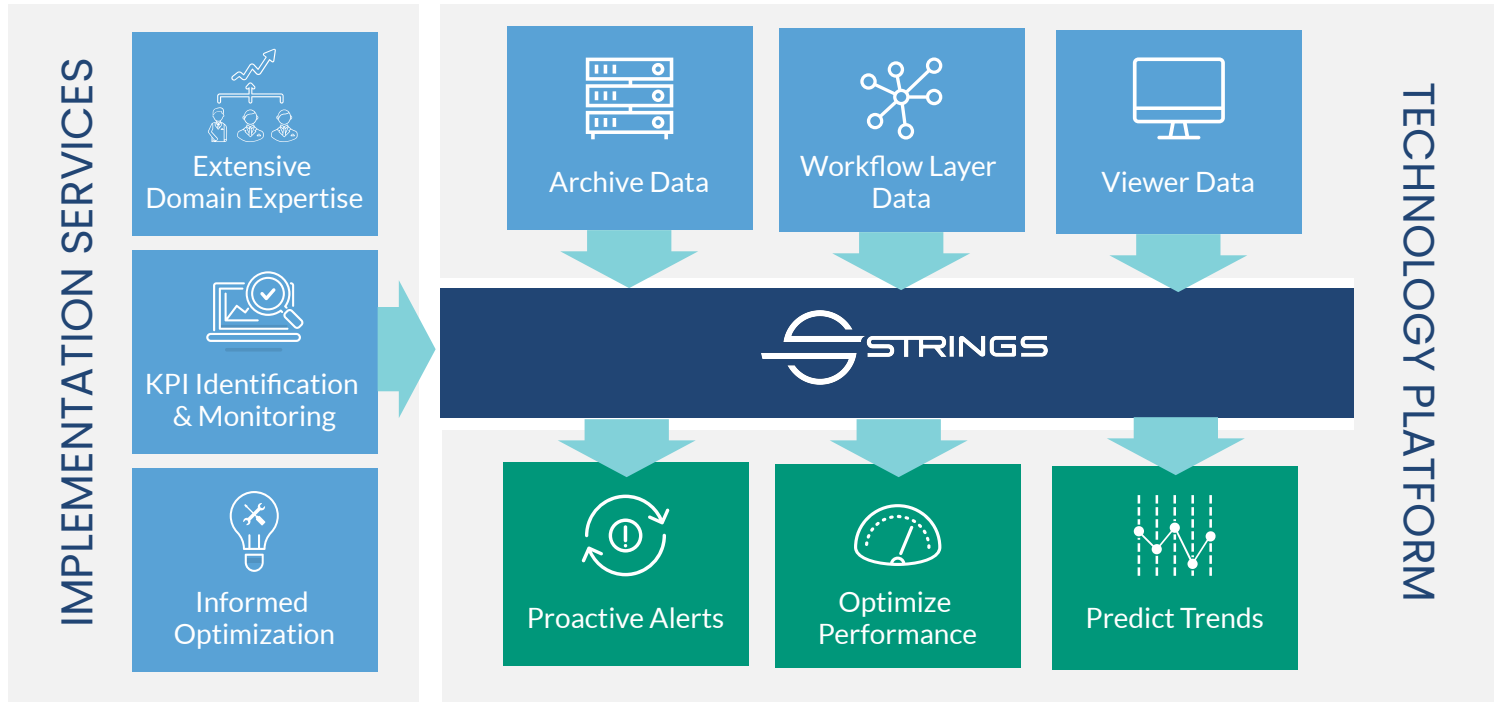 IMPLEMENTATION SERVICES
Extensive
Domain Expertise
KPI Identification
& Monitoring
Informed
Optimization
Archive Data
Workflow Layer
Data
Viewer Data
STRINGS
Proactive Alerts
Optimize
Performance
Predict Trends
TECHNOLOGY PLATFORM